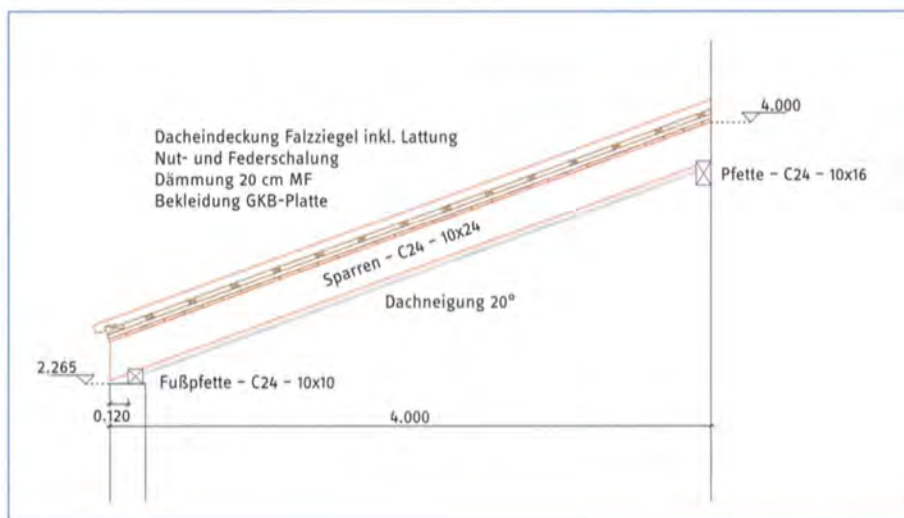 Dacheindeckung Falzziegel inkl. Lattung
Nut- und Federschalung
Dämmung 20 cm MF
Bekleidung GKB-Platte
4.000
Pfette – C24 – 10x16
Sparren – C24 – 10x24
Dachneigung 20°
2.265
Fußpfette – C24 – 10x10
0.120
4.000